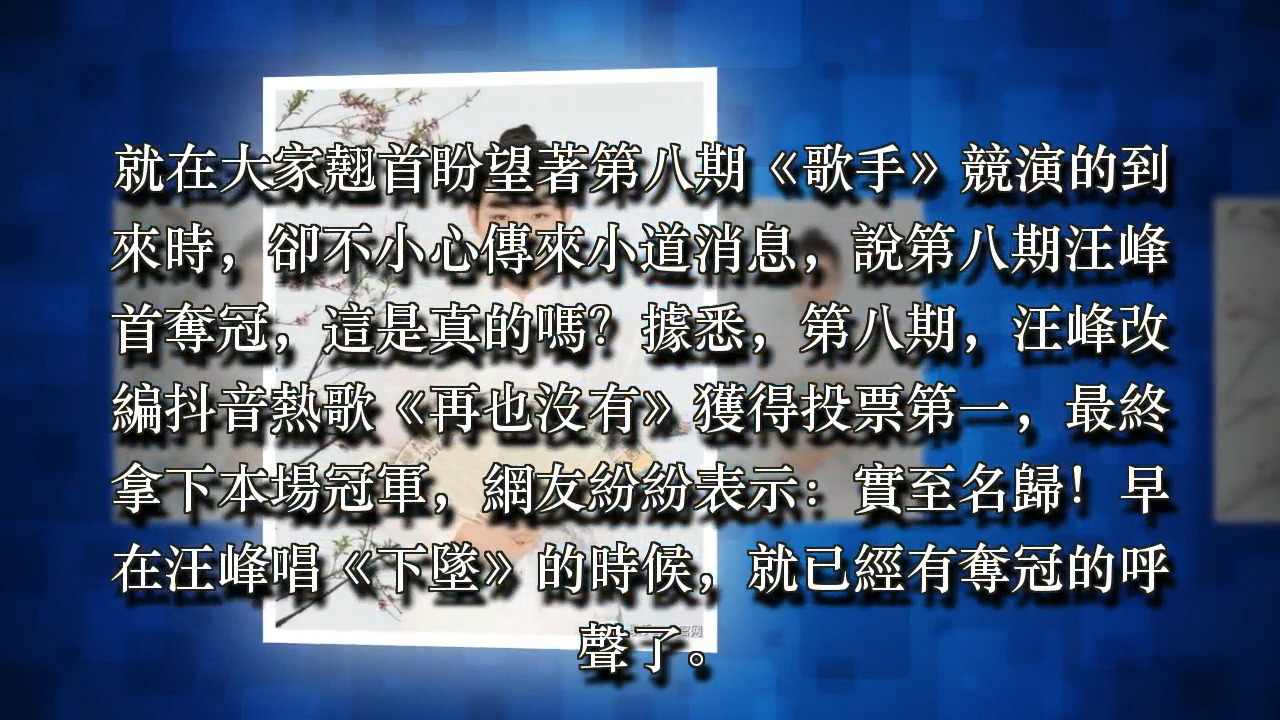 就在大家翹首盼望著第八期《歌手》競演的到
來時，卻不小心傳來小道消息，說第八期汪峰
首奪冠，這是真的嗎？據悉，第八期，汪峰改
編抖音熱歌《再也沒有》獲得投票第一，最終
拿下本場冠軍，網友紛紛表示：實至名歸！早
在汪峰唱《下墜》的時候，就已經有奪冠的呼
聲了。
官网